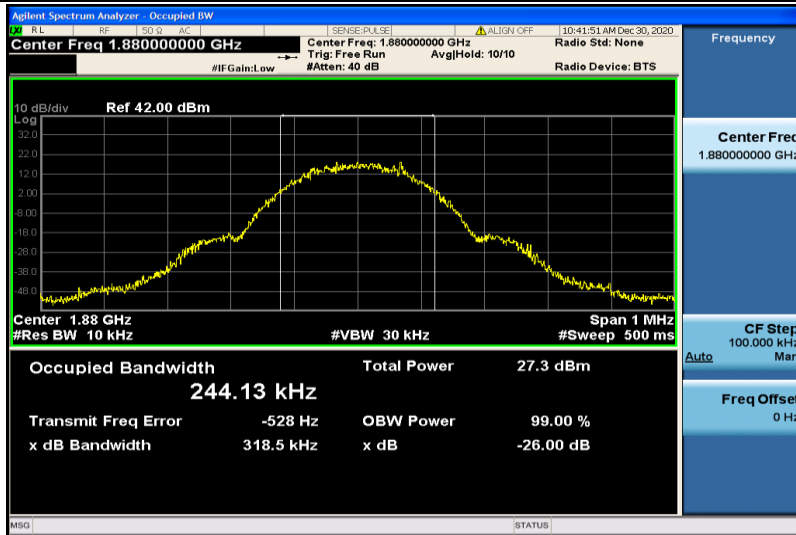 Agilent Spectrum Analyzer - Occupied BW
LXI RL RF 50 Ω AC SENSE:PULSE ALIGN OFF 10:41:51 AM Dec 30, 2020
Center Freq 1.880000000 GHz Center Freq: 1.880000000 GHz Radio Std: None
Trig: Free Run Avg|Hold: 10/10
#IFGain:Low #Atten: 40 dB Radio Device: BTS
Frequency
10 dB/div Ref 42.00 dBm
Log
32.0
22.0
12.0
2.00
-8.00
-18.0
-28.0
-38.0
-48.0
Center 1.88 GHz Span 1 MHz
#Res BW 10 kHz #VBW 30 kHz #Sweep 500 ms
Occupied Bandwidth Total Power 27.3 dBm
244.13 kHz
Transmit Freq Error -528 Hz OBW Power 99.00 %
x dB Bandwidth 318.5 kHz x dB -26.00 dB
Center Freq
1.880000000 GHz
CF Step
100.000 kHz
Auto Man
Freq Offset
0 Hz
MSG STATUS